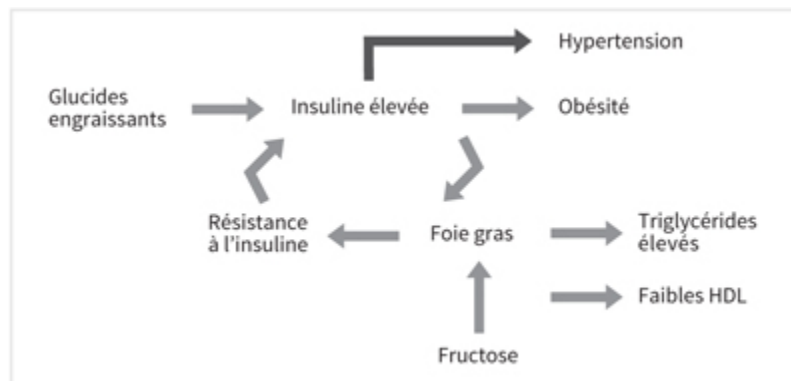 Hypertension
Glucides
engraissants
Insuline élevée
Obésité
Résistance
à l'insuline
Foie gras
Triglycérides
élevés
Faibles HDL
Fructose